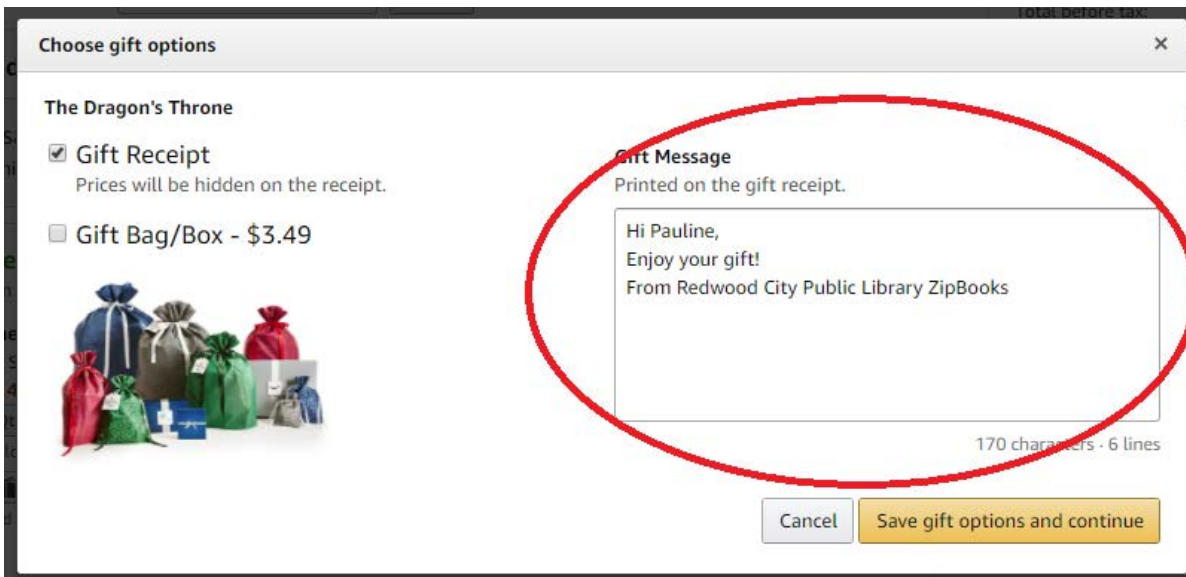 Total before tax:
Choose gift options
×
The Dragon's Throne
Gift Receipt
Prices will be hidden on the receipt.
Gift Bag/Box - $3.49
Gift Message
Printed on the gift receipt.
Hi Pauline,
Enjoy your gift!
From Redwood City Public Library ZipBooks
170 characters · 6 lines
Cancel
Save gift options and continue